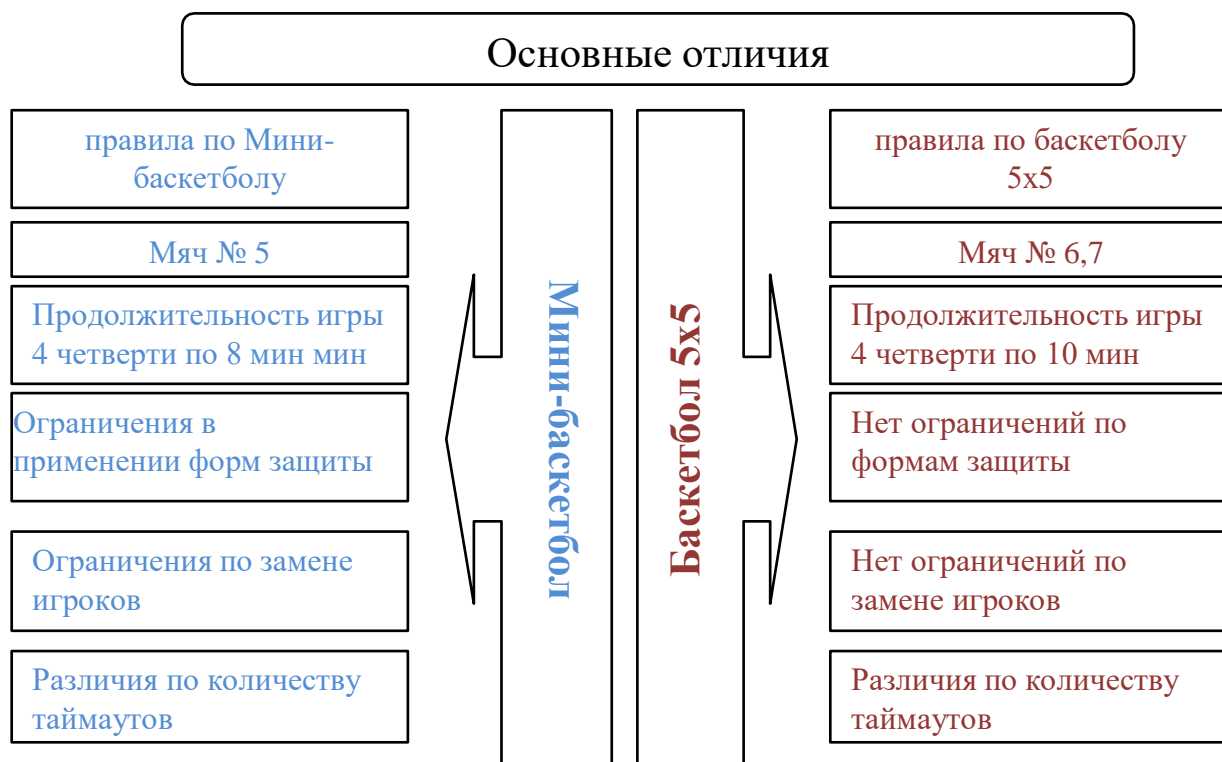 Основные отличия
правила по Мини-
баскетболу
Мяч № 5
Продолжительность игры
4 четверти по 8 мин мин
Ограничения в
применении форм защиты
Ограничения по замене
игроков
Различия по количеству
таймаутов
Мини-баскетбол
Баскетбол 5х5
правила по баскетболу
5х5
Мяч № 6,7
Продолжительность игры
4 четверти по 10 мин
Нет ограничений по
формам защиты
Нет ограничений по
замене игроков
Различия по количеству
таймаутов